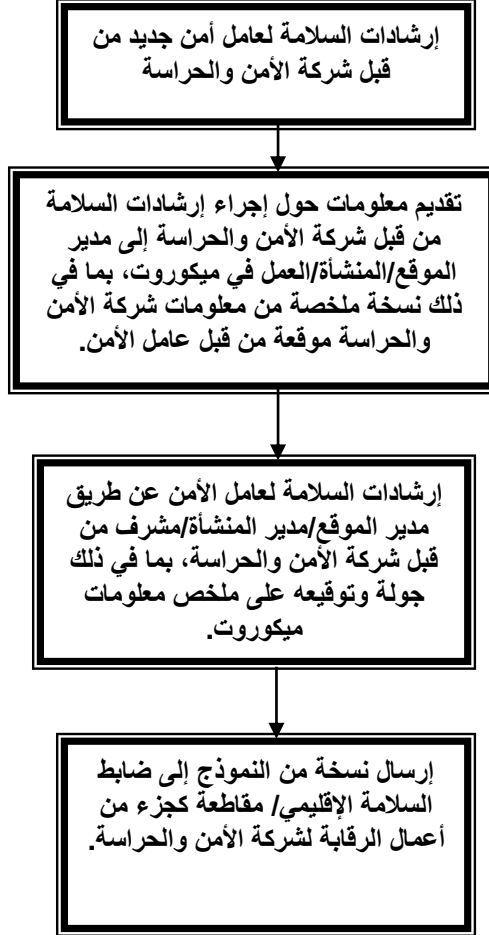 إرشادات السلامة لعامل أمن جديد من
قبل شركة الأمن والحراسة
تقديم معلومات حول إجراء إرشادات السلامة
من قبل شركة الأمن والحراسة إلى مدير
الموقع/المنشأة/العمل في ميكوروت، بما في
ذلك نسخة ملخصة من معلومات شركة الأمن
والحراسة موقعة من قبل عامل الأمن.
إرشادات السلامة لعامل الأمن عن طريق
مدير الموقع/مدير المنشأة/مشرف من
قبل شركة الأمن والحراسة، بما في ذلك
جولة وتوقيعه على ملخص معلومات
ميكوروت.
إرسال نسخة من النموذج إلى ضابط
السلامة الإقليمي/ مقاطعة كجزء من
أعمال الرقابة لشركة الأمن والحراسة.